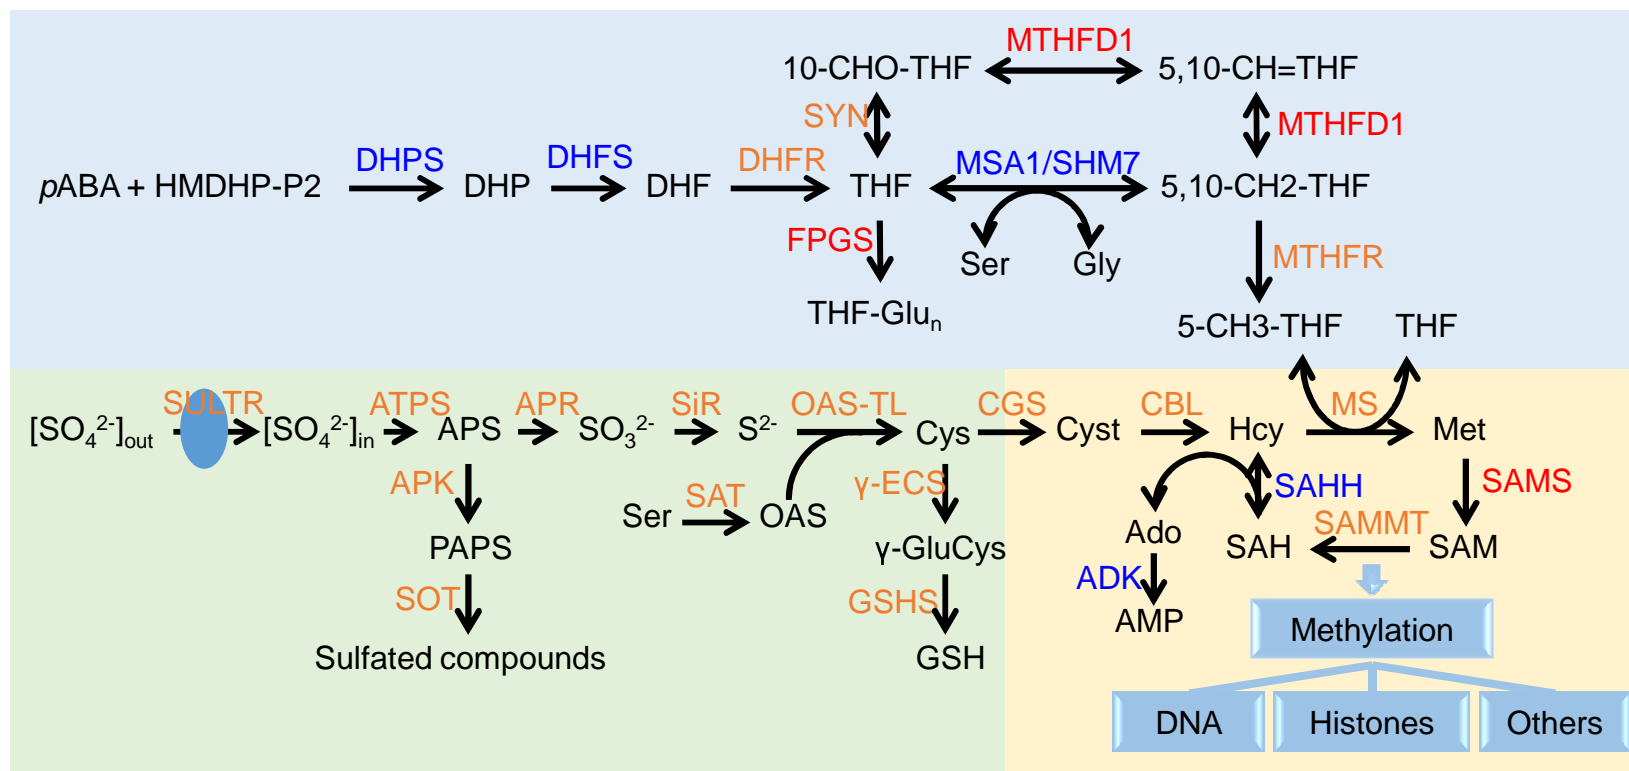 MTHFD1
10-CHO-THF 5,10-CH=THF
SYN MTHFD1
DHPS DHFS DHFR MSA1/SHM7
pABA + HMDHP-P2 DHP DHF THF 5,10-CH2-THF
FPGS Ser Gly MTHFR
THF-Gluₙ 5-CH3-THF THF
SULTR ATPS APR SiR OAS-TL CGS CBL MS
[SO₄²⁻]out [SO₄²⁻]in APS SO₃²⁻ S²⁻ Cys Cyst Hcy Met
APK SAT γ-ECS SAHH SAMS
Ser OAS Ado SAMMT
PAPS γ-GluCys SAH SAM
SOT GSHS ADK
AMP Methylation
Sulfated compounds GSH
DNA Histones Others